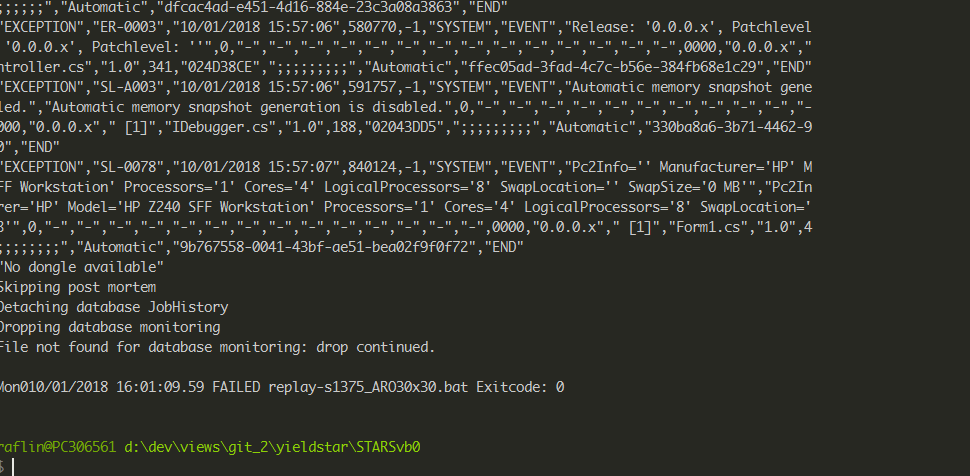 ;;;;;;","Automatic","dfcac4ad-e451-4d16-884e-23c3a08a3863","END"
"EXCEPTION","ER-0003","10/01/2018 15:57:06",580770,-1,"SYSTEM","EVENT","Release: '0.0.0.x', Patchlevel
'0.0.0.x', Patchlevel: ''",0,"-","-","-","-","-","-","-","-","-","-","-","-","-","-",0000,"0.0.0.x","
ntroller.cs","1.0",341,"024D38CE",";;;;;;;;;","Automatic","ffec05ad-3fad-4c7c-b56e-384fb68e1c29","END"
"EXCEPTION","SL-A003","10/01/2018 15:57:06",591757,-1,"SYSTEM","EVENT","Automatic memory snapshot gene
led.","Automatic memory snapshot generation is disabled.",0,"-","-","-","-","-","-","-","-","-","-
000,"0.0.0.x"," [1]","IDebugger.cs","1.0",188,"02043DD5",";;;;;;;;;","Automatic","330ba8a6-3b71-4462-9
0","END"
"EXCEPTION","SL-0078","10/01/2018 15:57:07",840124,-1,"SYSTEM","EVENT","Pc2Info='' Manufacturer='HP' M
FF Workstation' Processors='1' Cores='4' LogicalProcessors='8' SwapLocation='' SwapSize='0 MB'","Pc2In
rer='HP' Model='HP Z240 SFF Workstation' Processors='1' Cores='4' LogicalProcessors='8' SwapLocation='
B'",0,"-","-","-","-","-","-","-","-","-","-","-","-","-","-",0000,"0.0.0.x"," [1]","Form1.cs","1.0",4
;;;;;;;;","Automatic","9b767558-0041-43bf-ae51-bea02f9f0f72","END"
"No dongle available"
Skipping post mortem
Detaching database JobHistory
Dropping database monitoring
File not found for database monitoring: drop continued.
Mon010/01/2018 16:01:09.59 FAILED replay-s1375_ARO30x30.bat Exitcode: 0
raflin@PC306561 d:\dev\views\git_2\yieldstar\STARSvb0
$